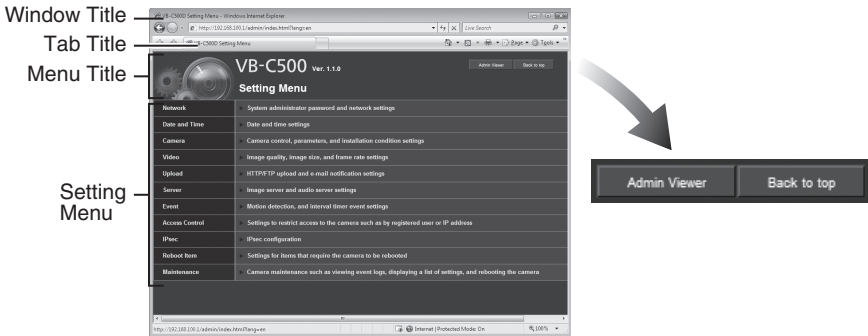 Window Title
VB-C500D Setting Menu - Windows Internet Explorer
http://192.168.100.1/admin/index.html?lang=en
Live Search
Tab Title
VB-C500D Setting Menu
Page
Tools
Menu Title
VB-C500 Ver. 1.1.0
Admin Viewer
Back to top
Setting Menu
Network
System administrator password and network settings
Date and Time
Date and time settings
Camera
Camera control, parameters, and installation condition settings
Video
Image quality, image size, and frame rate settings
Upload
HTTP/FTP upload and e-mail notification settings
Server
Image server and audio server settings
Event
Motion detection, and interval timer event settings
Access Control
Settings to restrict access to the camera such as by registered user or IP address
IPsec
IPsec configuration
Reboot Item
Settings for items that require the camera to be rebooted
Maintenance
Camera maintenance such as viewing event logs, displaying a list of settings, and rebooting the camera
Setting
Menu
http://192.168.100.1/admin/index.html?lang=en
Internet | Protected Mode: On
100%
Admin Viewer
Back to top